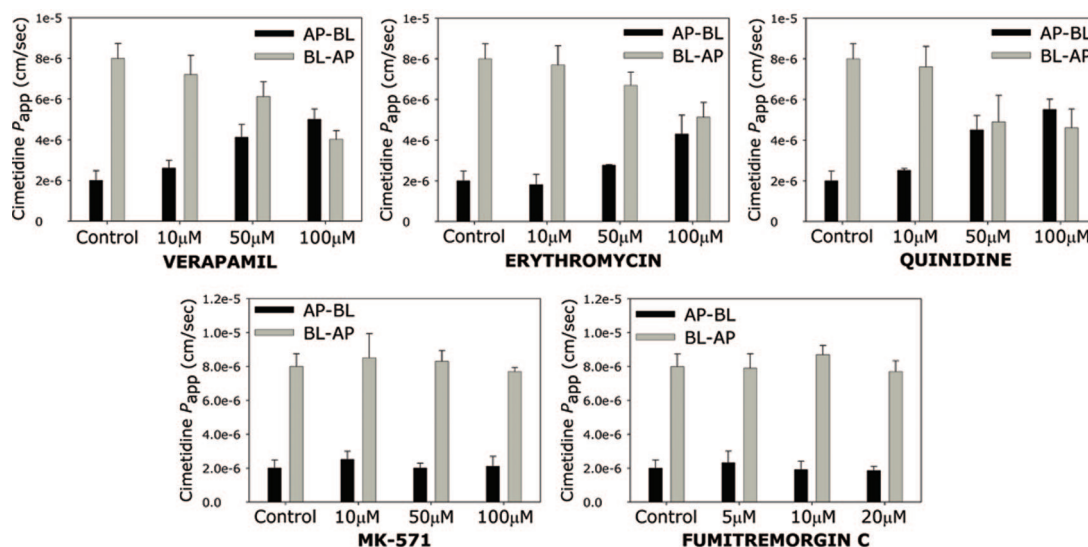 Cimetidine Papp (cm/sec)
1e-5
8e-6
6e-6
4e-6
2e-6
0
AP-BL
BL-AP
Control 10µM 50µM 100µM
VERAPAMIL
Cimetidine Papp (cm/sec)
1e-5
8e-6
6e-6
4e-6
2e-6
0
AP-BL
BL-AP
Control 10µM 50µM 100µM
ERYTHROMYCIN
Cimetidine Papp (cm/sec)
1e-5
8e-6
6e-6
4e-6
2e-6
0
AP-BL
BL-AP
Control 10µM 50µM 100µM
QUINIDINE
Cimetidine Papp (cm/sec)
1.2e-5
1.0e-5
8.0e-6
6.0e-6
4.0e-6
2.0e-6
0.0
AP-BL
BL-AP
Control 10µM 50µM 100µM
MK-571
Cimetidine Papp (cm/sec)
1.2e-5
1.0e-5
8.0e-6
6.0e-6
4.0e-6
2.0e-6
0.0
AP-BL
BL-AP
Control 5µM 10µM 20µM
FUMITREMORGIN C